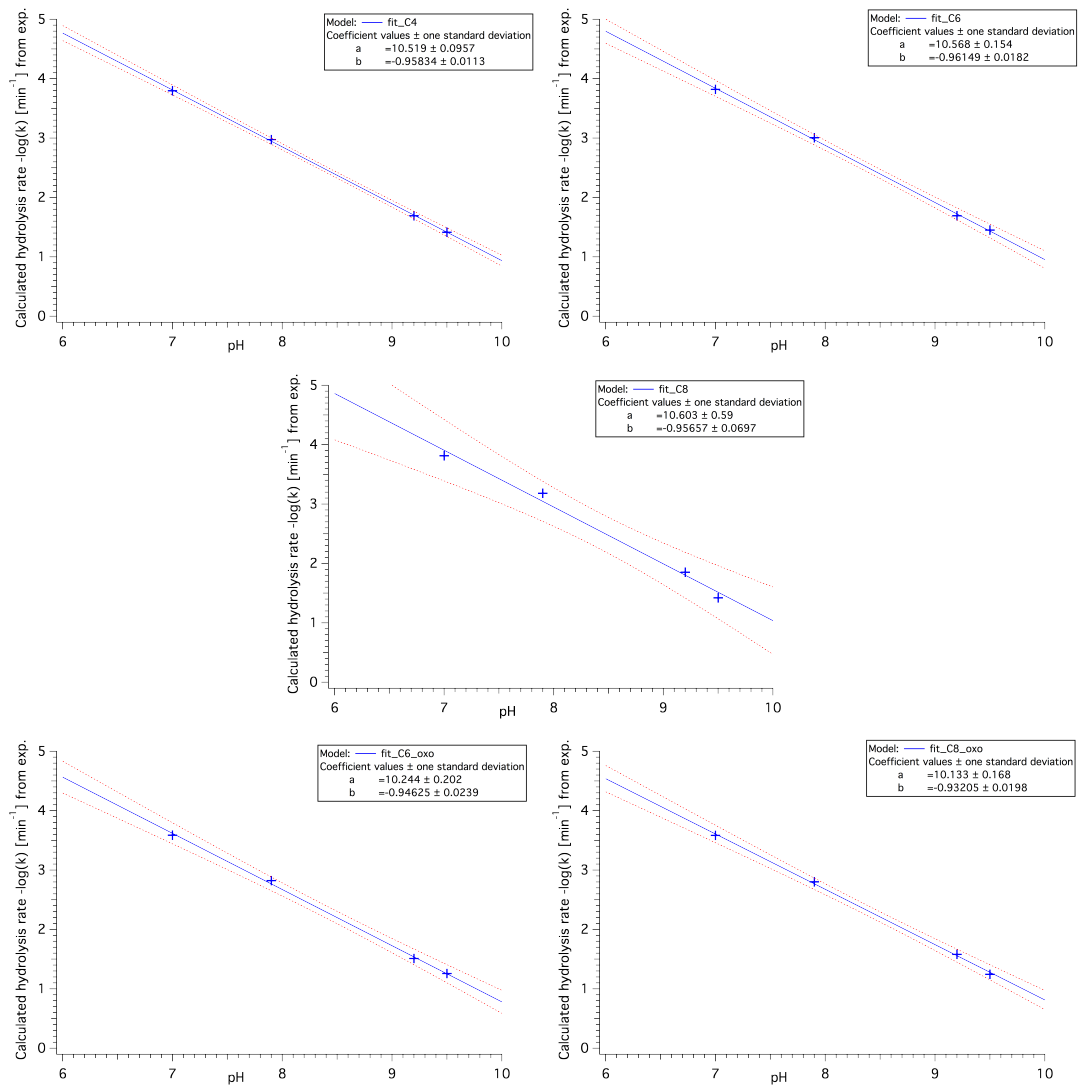 Calculated hydrolysis rate -log(k) [min⁻¹] from exp.
5
4
3
2
1
0
6 7 8 9 10
pH
Model: fit_C4
Coefficient values ± one standard deviation
a =10.519 ± 0.0957
b =-0.95834 ± 0.0113
Calculated hydrolysis rate -log(k) [min⁻¹] from exp.
5
4
3
2
1
0
6 7 8 9 10
pH
Model: fit_C6
Coefficient values ± one standard deviation
a =10.568 ± 0.154
b =-0.96149 ± 0.0182
Calculated hydrolysis rate -log(k) [min⁻¹] from exp.
5
4
3
2
1
0
6 7 8 9 10
pH
Model: fit_C8
Coefficient values ± one standard deviation
a =10.603 ± 0.59
b =-0.95657 ± 0.0697
Calculated hydrolysis rate -log(k) [min⁻¹] from exp.
5
4
3
2
1
0
6 7 8 9 10
pH
Model: fit_C6_oxo
Coefficient values ± one standard deviation
a =10.244 ± 0.202
b =-0.94625 ± 0.0239
Calculated hydrolysis rate -log(k) [min⁻¹] from exp.
5
4
3
2
1
0
6 7 8 9 10
pH
Model: fit_C8_oxo
Coefficient values ± one standard deviation
a =10.133 ± 0.168
b =-0.93205 ± 0.0198